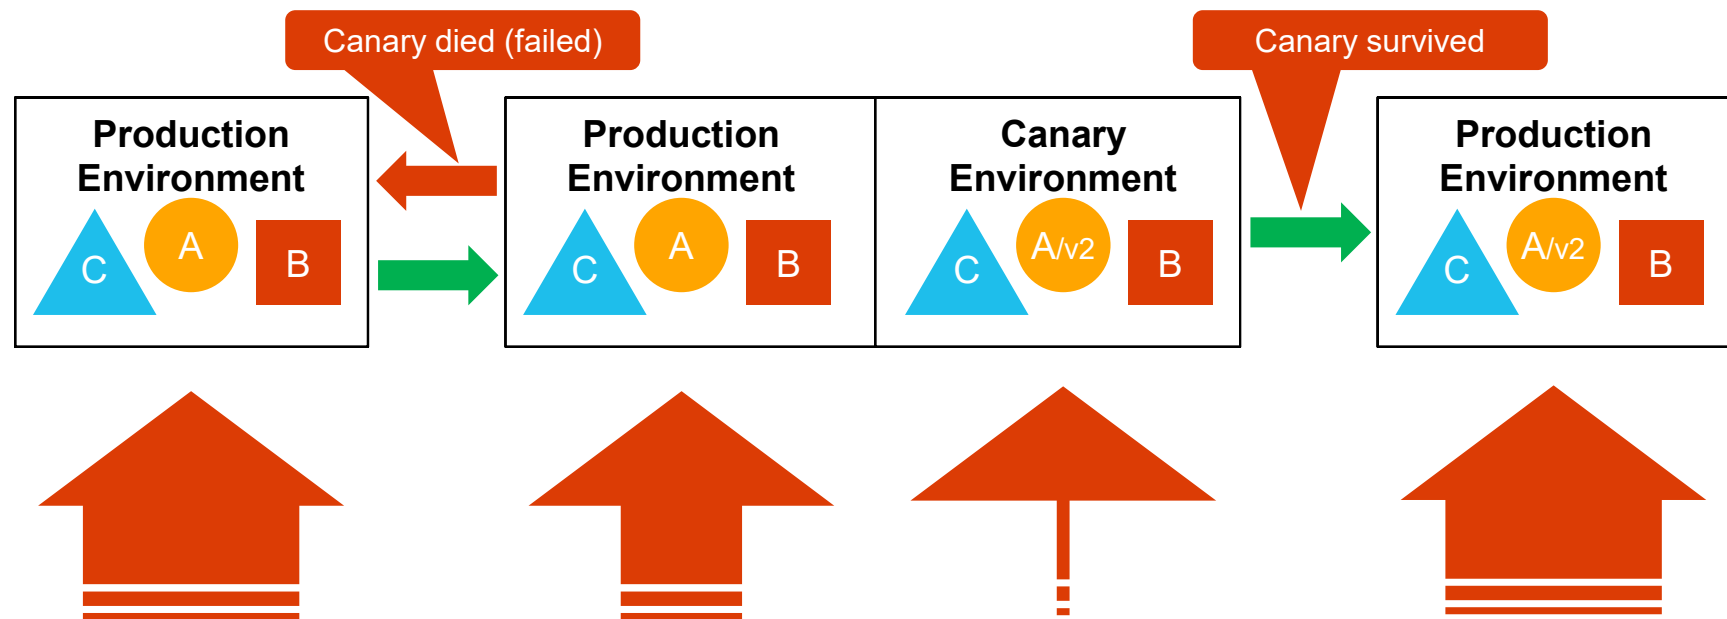 Canary died (failed)
Canary survived
Production
Environment
C
A
B
Production
Environment
C
A
B
Canary
Environment
C
A/v2
B
Production
Environment
C
A/v2
B